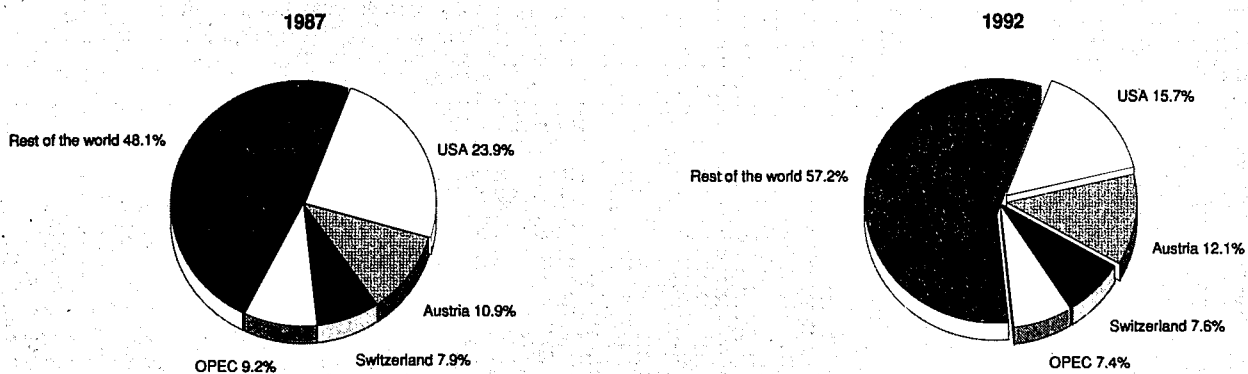 1987
Rest of the world 48.1%
USA 23.9%
Austria 10.9%
Switzerland 7.9%
OPEC 9.2%
1992
USA 15.7%
Rest of the world 57.2%
Austria 12.1%
Switzerland 7.6%
OPEC 7.4%